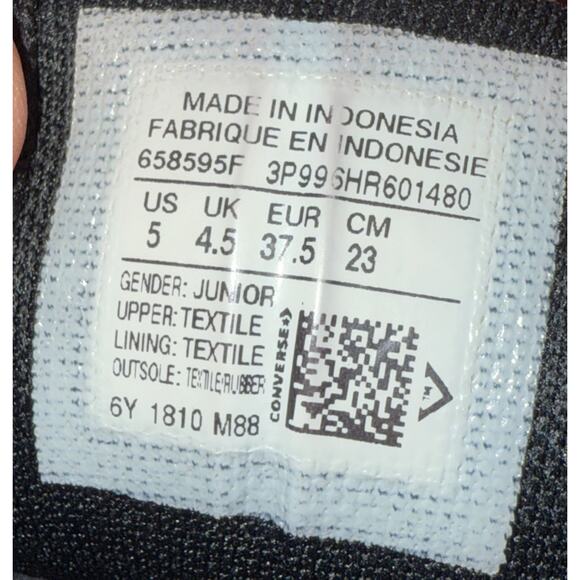 MADE IN INDONESIA
FABRIQUE EN INDONESIE
658595F 3P996HR601480
US UK EUR CM
5 4.5 37.5 23
GENDER: JUNIOR
UPPER: TEXTILE
LINING: TEXTILE
OUTSOLE: TEXTILE/RUBBER
6Y 1810 M88
CONVERSE
TM